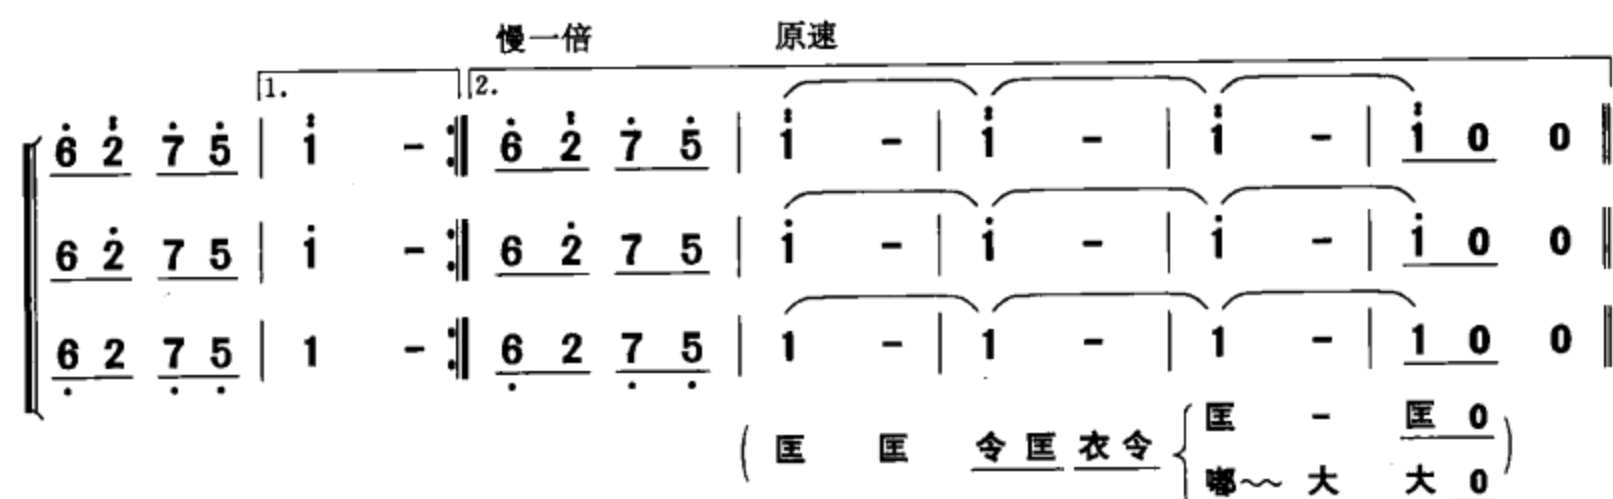 慢一倍 原速
1. 2.
6̇ 2̈ 7̇ 5̇ | 1̈ - :‖ 6̇ 2̈ 7̇ 5̇ | 1̈ - | 1̈ - | 1̈ - | 1̈ 0 0 ‖
6 2̇ 7 5 | 1̇ - :‖ 6 2̇ 7 5 | 1̇ - | 1̇ - | 1̇ - | 1̇ 0 0 ‖
6̣ 2 7̣ 5̣ | 1 - :‖ 6̣ 2 7̣ 5̣ | 1 - | 1 - | 1 - | 1 0 0 ‖
( 匡 匡 令匡 衣令 { 匡 - 匡 0 )
嘟~~ 大 大 0